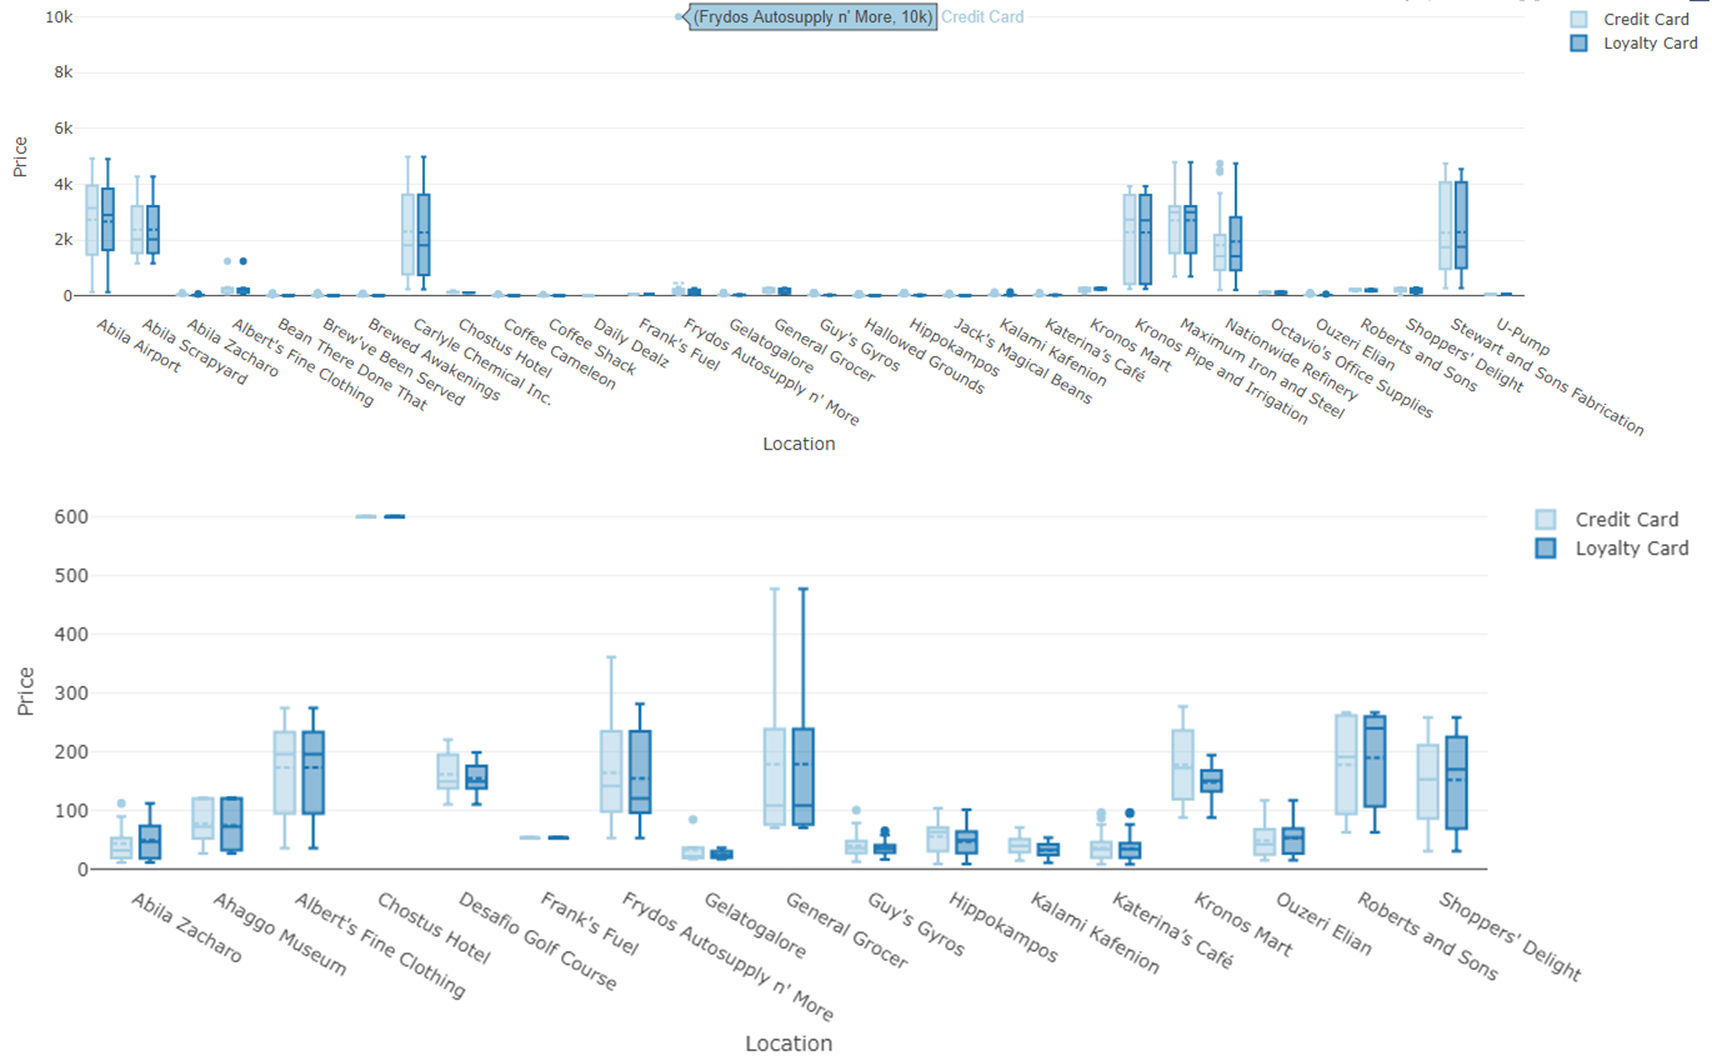 10k
(Frydos Autosupply n' More, 10k)
Credit Card
Credit Card
Loyalty Card
8k
6k
4k
2k
0
Price
Abila Airport
Abila Scrapyard
Abila Zacharo
Albert's Fine Clothing
Bean There Done That
Brew've Been Served
Brewed Awakenings
Carlyle Chemical Inc.
Chostus Hotel
Coffee Cameleon
Coffee Shack
Daily Dealz
Frank's Fuel
Frydos Autosupply n' More
Gelatogalore
General Grocer
Guy's Gyros
Hallowed Grounds
Hippokampos
Jack's Magical Beans
Kalami Kafenion
Katerina's Café
Kronos Mart
Kronos Pipe and Irrigation
Maximum Iron and Steel
Nationwide Refinery
Octavio's Office Supplies
Ouzeri Elian
Roberts and Sons
Shoppers' Delight
Stewart and Sons Fabrication
U-Pump
Location
600
500
400
300
200
100
0
Price
Credit Card
Loyalty Card
Abila Zacharo
Ahaggo Museum
Albert's Fine Clothing
Chostus Hotel
Desafio Golf Course
Frank's Fuel
Frydos Autosupply n' More
Gelatogalore
General Grocer
Guy's Gyros
Hippokampos
Kalami Kafenion
Katerina's Café
Kronos Mart
Ouzeri Elian
Roberts and Sons
Shoppers' Delight
Location